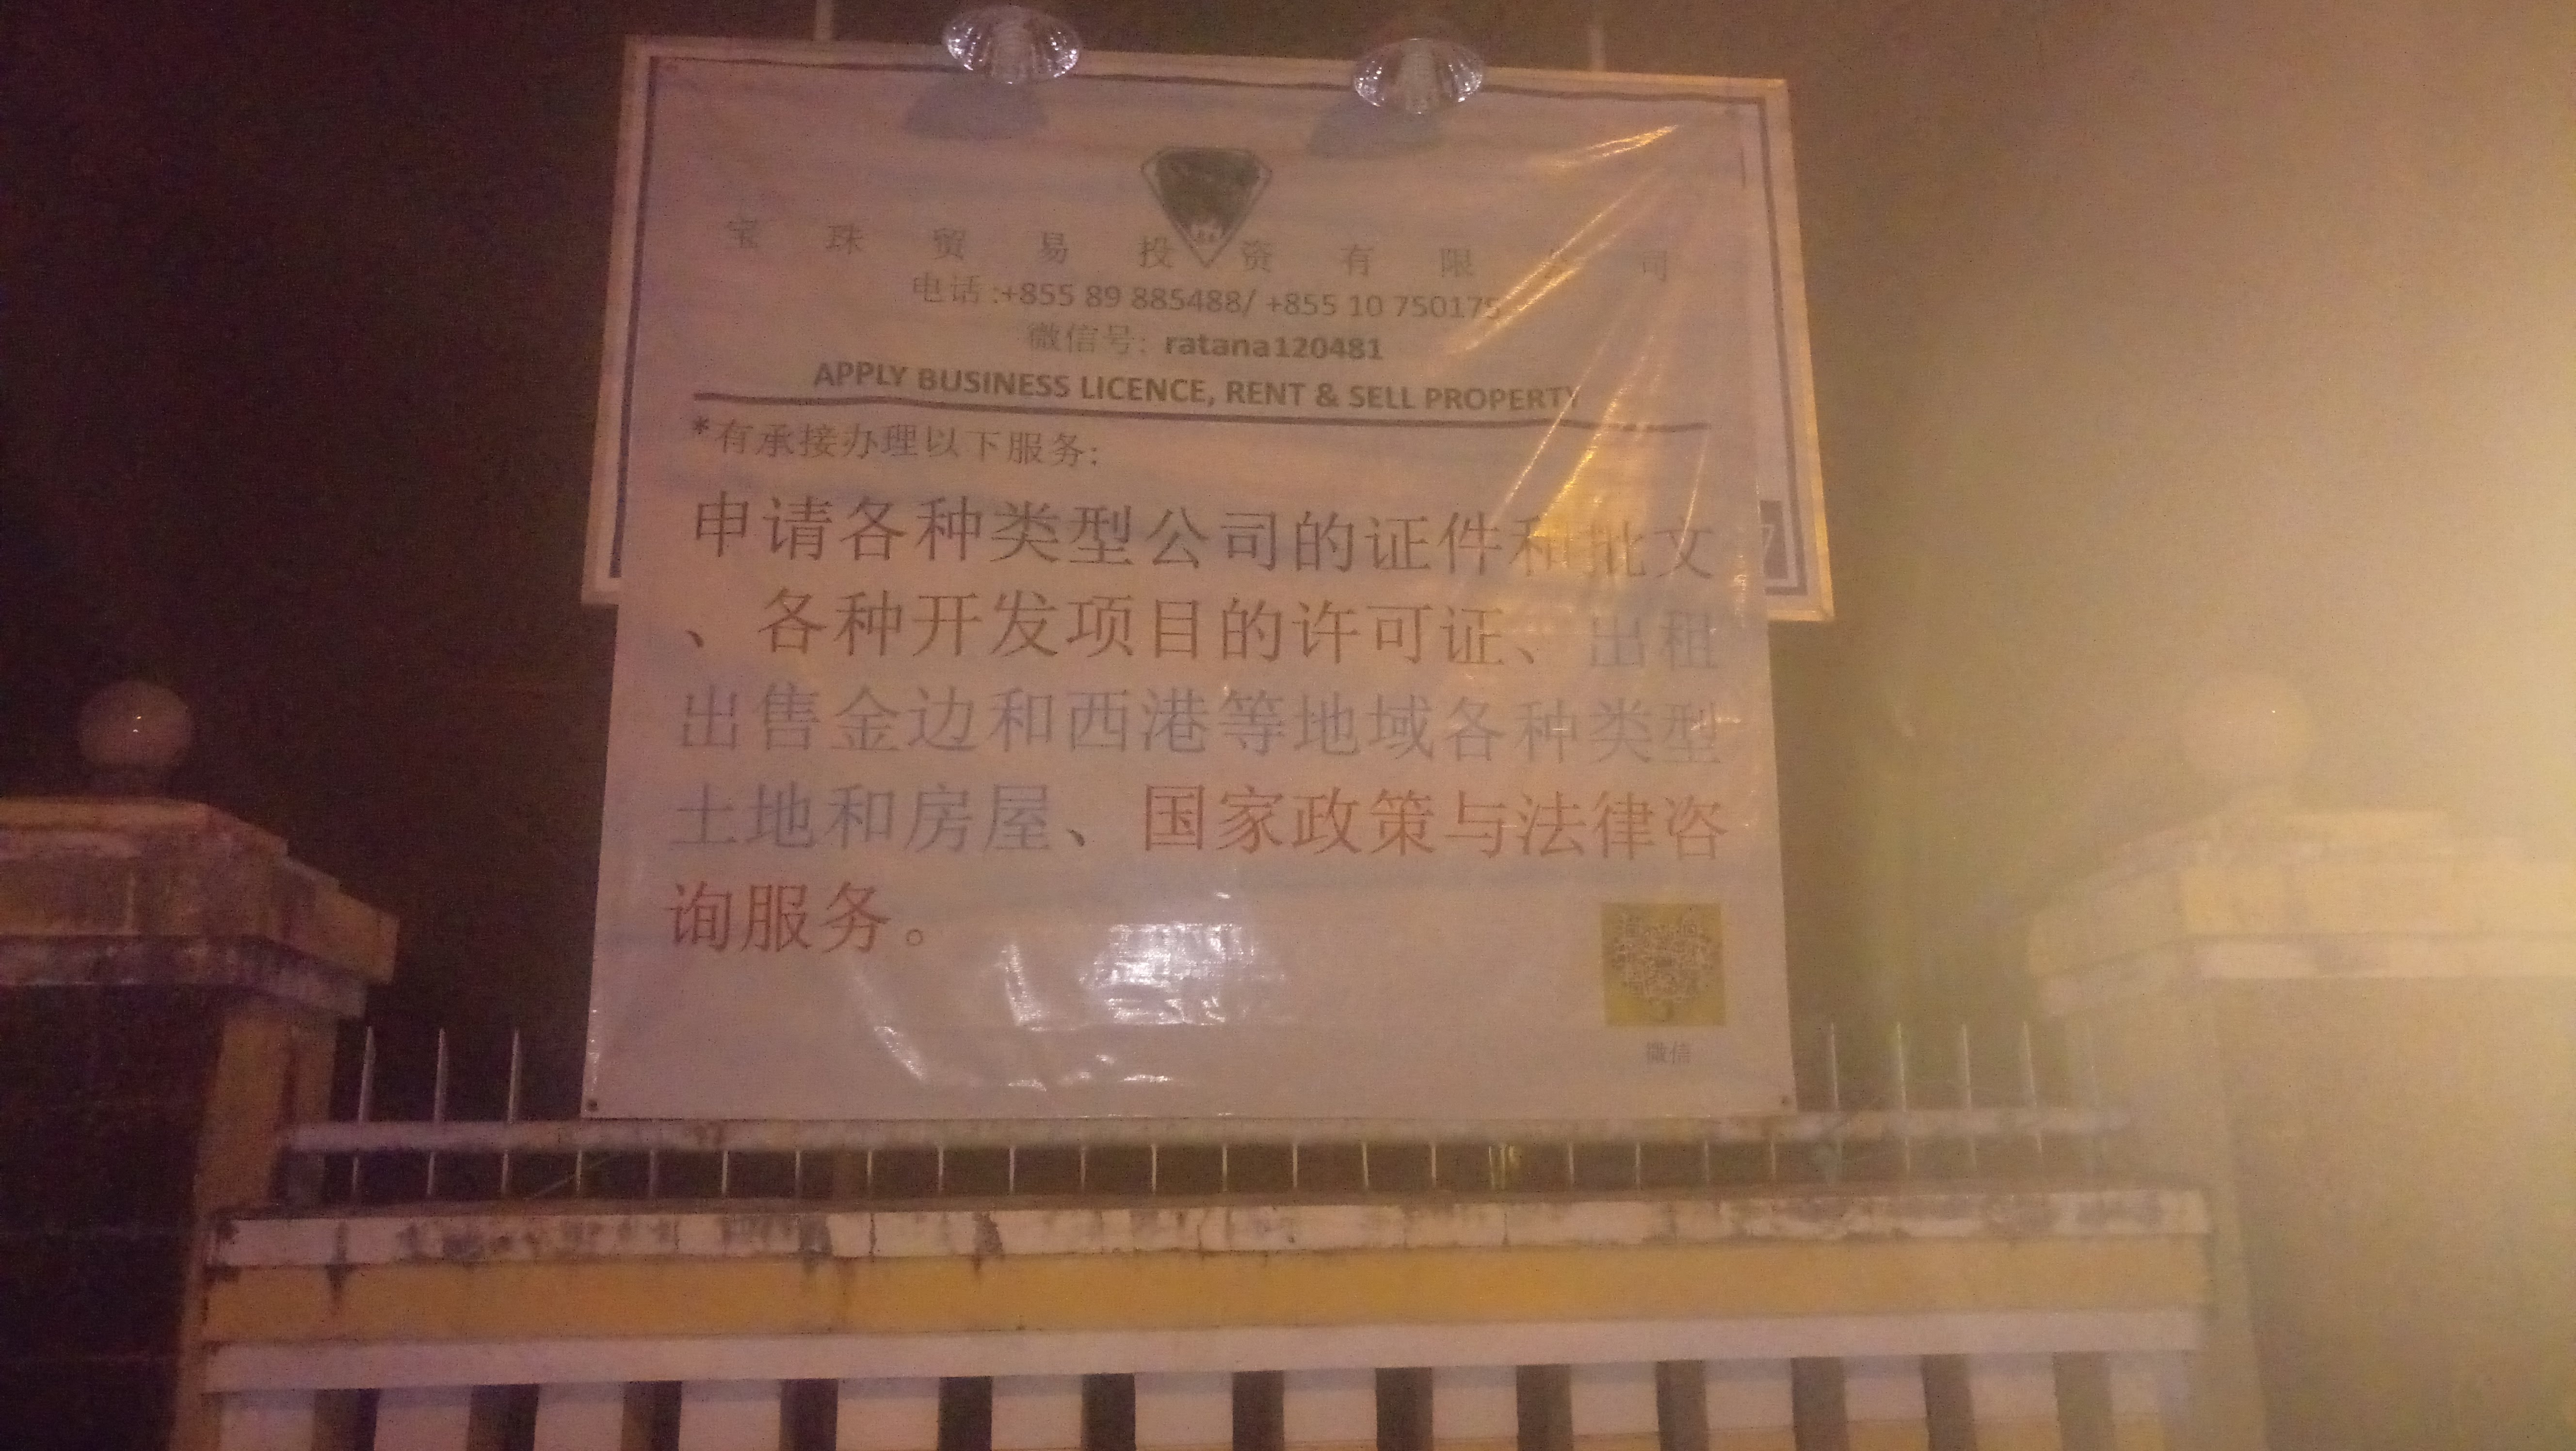 宝珠贸易投资有限公司
电话:+855 89 885488/ +855 10 750175
微信号: ratana120481
APPLY BUSINESS LICENCE, RENT & SELL PROPERTY
*有承接办理以下服务:
申请各种类型公司的证件和批文
、各种开发项目的许可证、出租
出售金边和西港等地域各种类型
土地和房屋、国家政策与法律咨
询服务。
微信